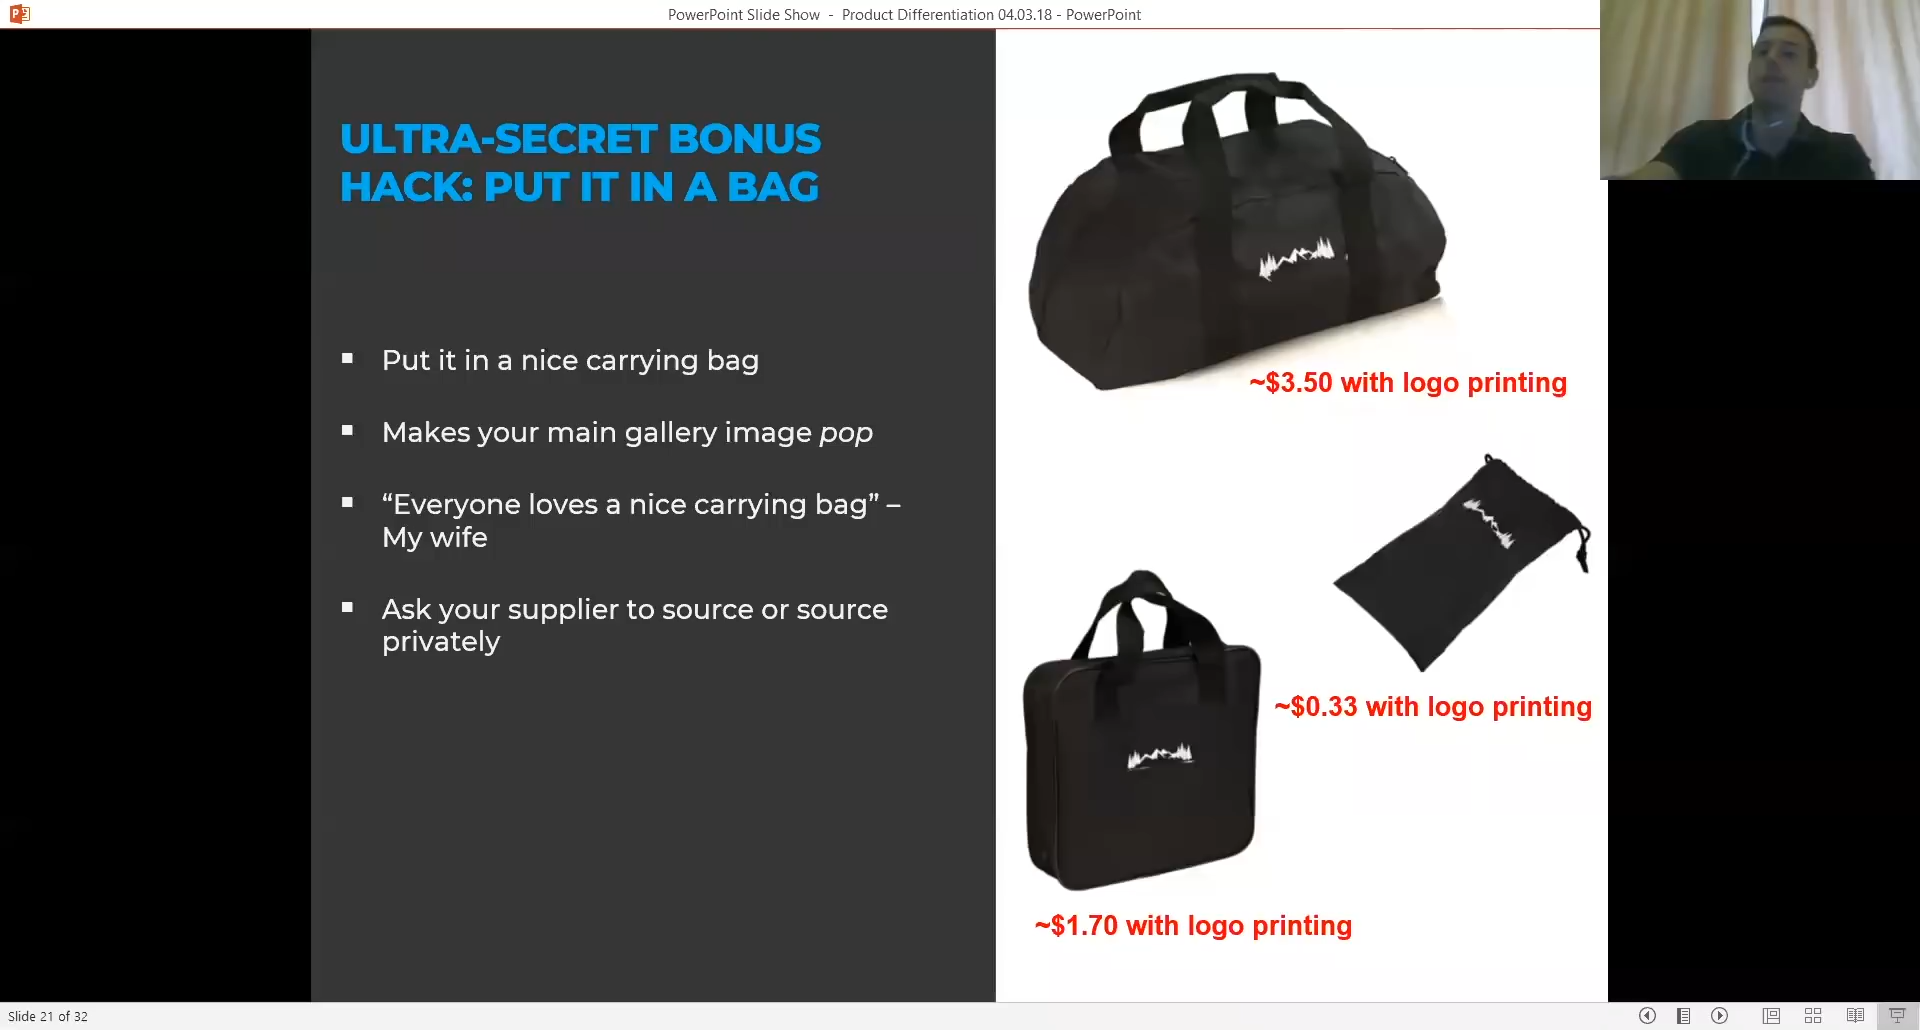 PowerPoint Slide Show - Product Differentiation 04.03.18 - PowerPoint
ULTRA-SECRET BONUS
HACK: PUT IT IN A BAG
▪ Put it in a nice carrying bag
▪ Makes your main gallery image pop
▪ “Everyone loves a nice carrying bag” –
My wife
▪ Ask your supplier to source or source
privately
~$3.50 with logo printing
~$0.33 with logo printing
~$1.70 with logo printing
Slide 21 of 32